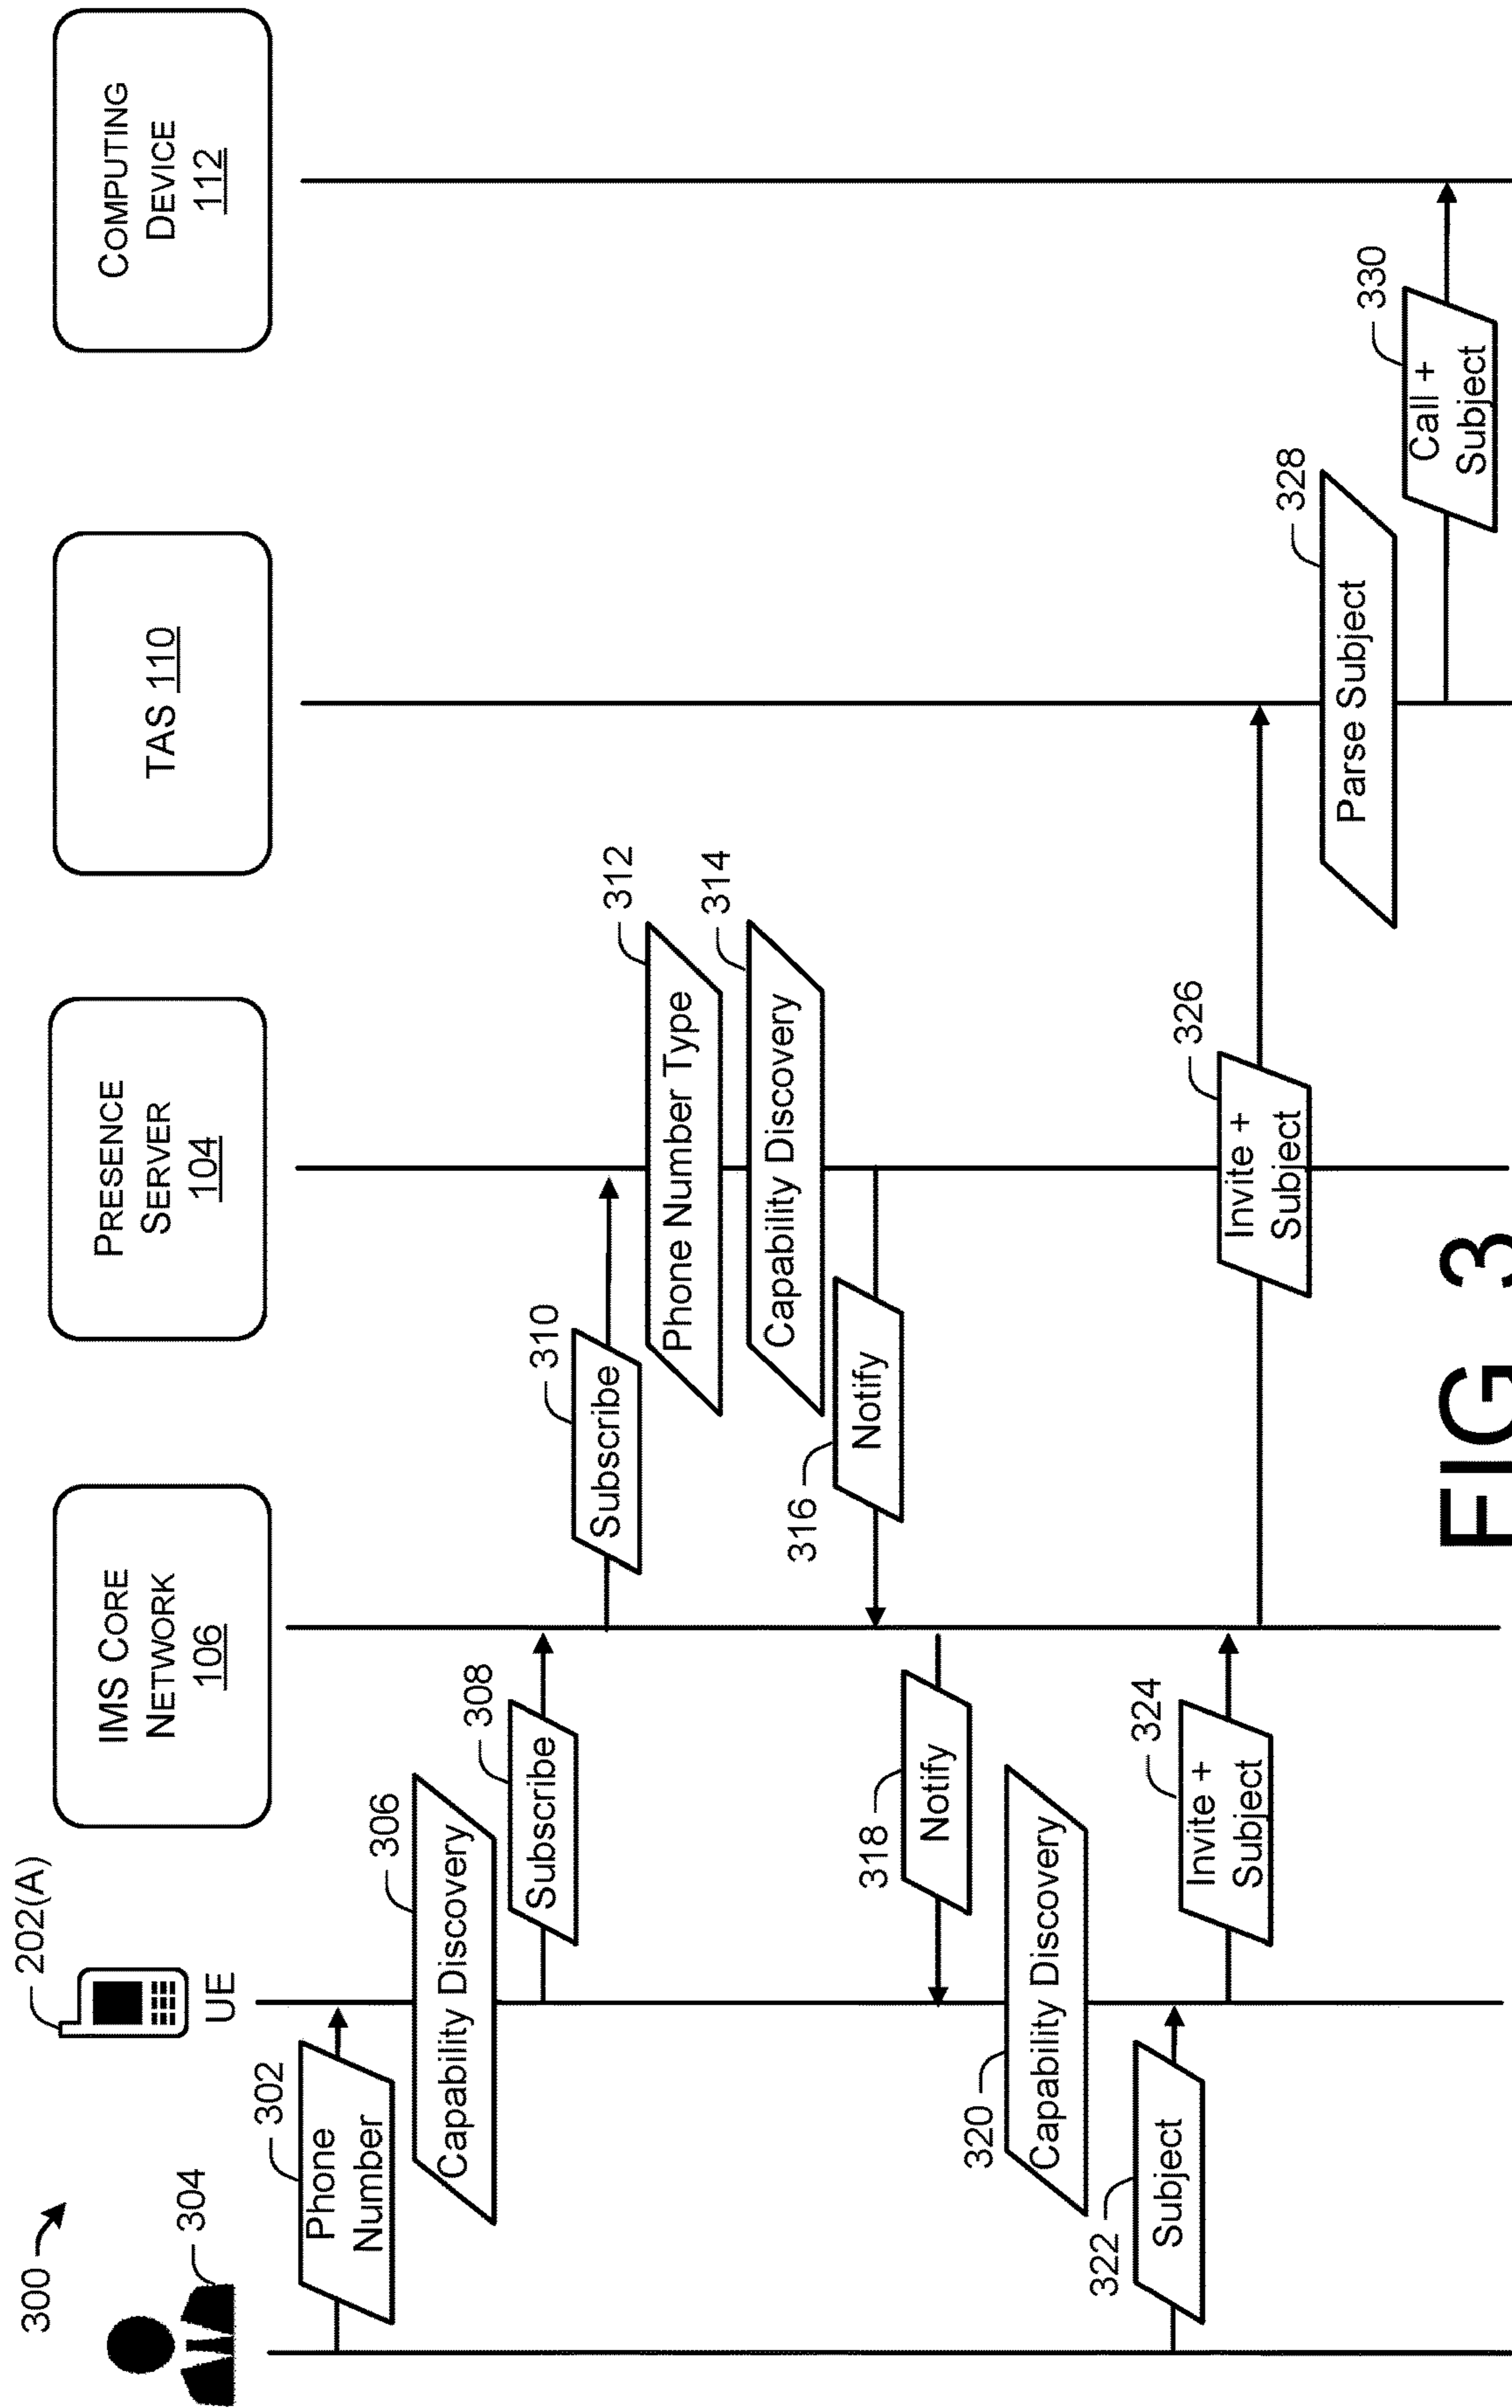 300
304
202(A)
UE
IMS CORE
NETWORK
106
PRESENCE
SERVER
104
TAS 110
COMPUTING
DEVICE
112
302
Phone
Number
306
Capability Discovery
308
Subscribe
310
Subscribe
312
Phone Number Type
314
Capability Discovery
316
Notify
318
Notify
320
Capability Discovery
322
Subject
324
Invite +
Subject
326
Invite +
Subject
328
Parse Subject
330
Call +
Subject
FIG 3